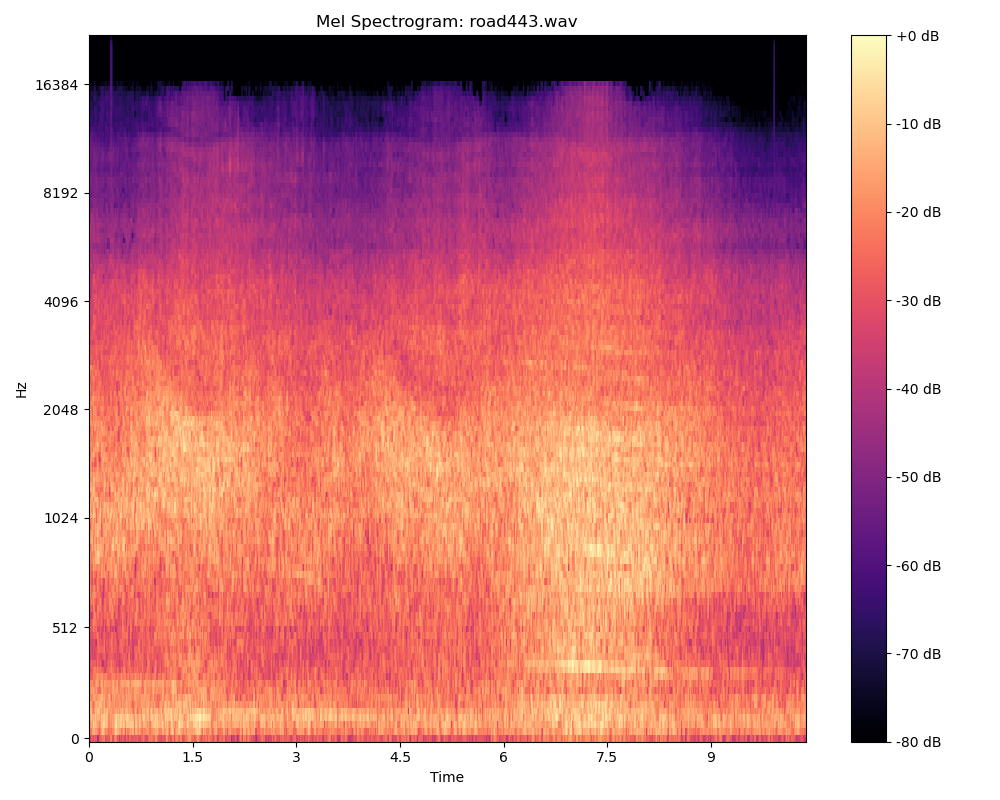 Mel Spectrogram: road443.wav
+0 dB
16384
-10 dB
8192
-20 dB
4096
-30 dB
Hz
2048
-40 dB
-50 dB
1024
-60 dB
512
-70 dB
0
-80 dB
0 1.5 3 4.5 6 7.5 9
Time